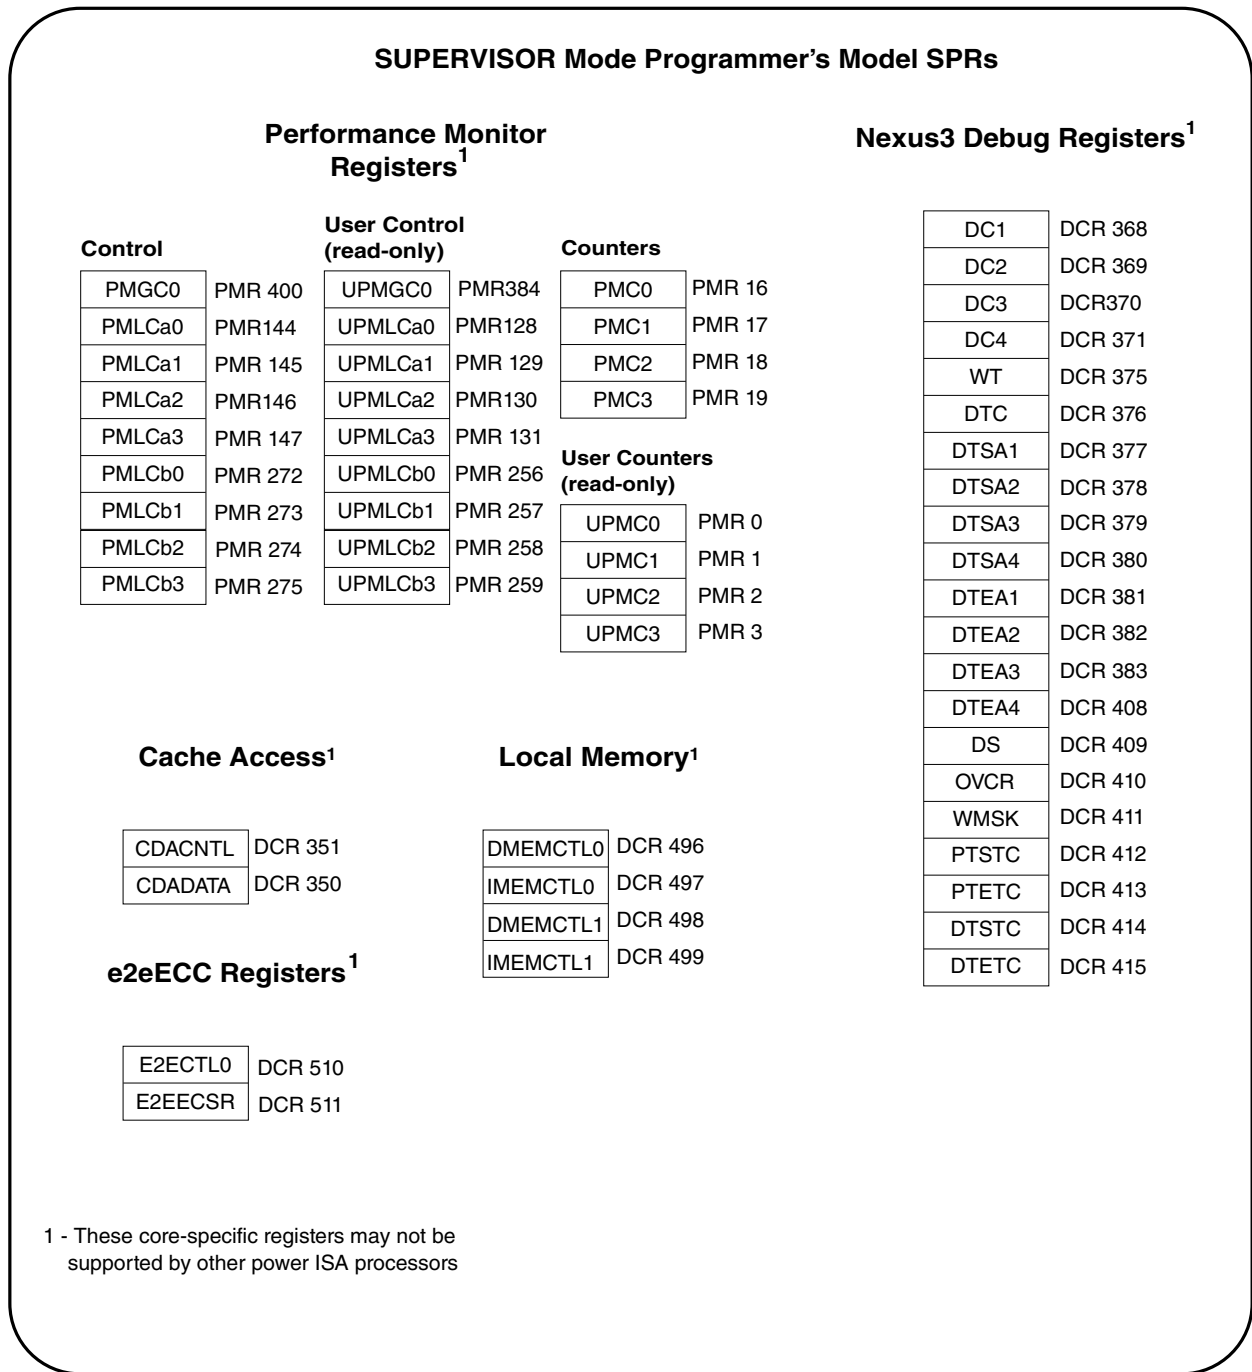 SUPERVISOR Mode Programmer's Model SPRs
Performance Monitor
Registers1
Control
PMGC0 PMR 400
PMLCa0 PMR144
PMLCa1 PMR 145
PMLCa2 PMR146
PMLCa3 PMR 147
PMLCb0 PMR 272
PMLCb1 PMR 273
PMLCb2 PMR 274
PMLCb3 PMR 275
User Control
(read-only)
UPMGC0 PMR384
UPMLCa0 PMR128
UPMLCa1 PMR 129
UPMLCa2 PMR130
UPMLCa3 PMR 131
UPMLCb0 PMR 256
UPMLCb1 PMR 257
UPMLCb2 PMR 258
UPMLCb3 PMR 259
Counters
PMC0 PMR 16
PMC1 PMR 17
PMC2 PMR 18
PMC3 PMR 19
User Counters
(read-only)
UPMC0 PMR 0
UPMC1 PMR 1
UPMC2 PMR 2
UPMC3 PMR 3
Nexus3 Debug Registers1
DC1 DCR 368
DC2 DCR 369
DC3 DCR370
DC4 DCR 371
WT DCR 375
DTC DCR 376
DTSA1 DCR 377
DTSA2 DCR 378
DTSA3 DCR 379
DTSA4 DCR 380
DTEA1 DCR 381
DTEA2 DCR 382
DTEA3 DCR 383
DTEA4 DCR 408
DS DCR 409
OVCR DCR 410
WMSK DCR 411
PTSTC DCR 412
PTETC DCR 413
DTSTC DCR 414
DTETC DCR 415
Cache Access1
CDACNTL DCR 351
CDADATA DCR 350
Local Memory1
DMEMCTL0 DCR 496
IMEMCTL0 DCR 497
DMEMCTL1 DCR 498
IMEMCTL1 DCR 499
e2eECC Registers1
E2ECTL0 DCR 510
E2EECSR DCR 511
1 - These core-specific registers may not be
supported by other power ISA processors